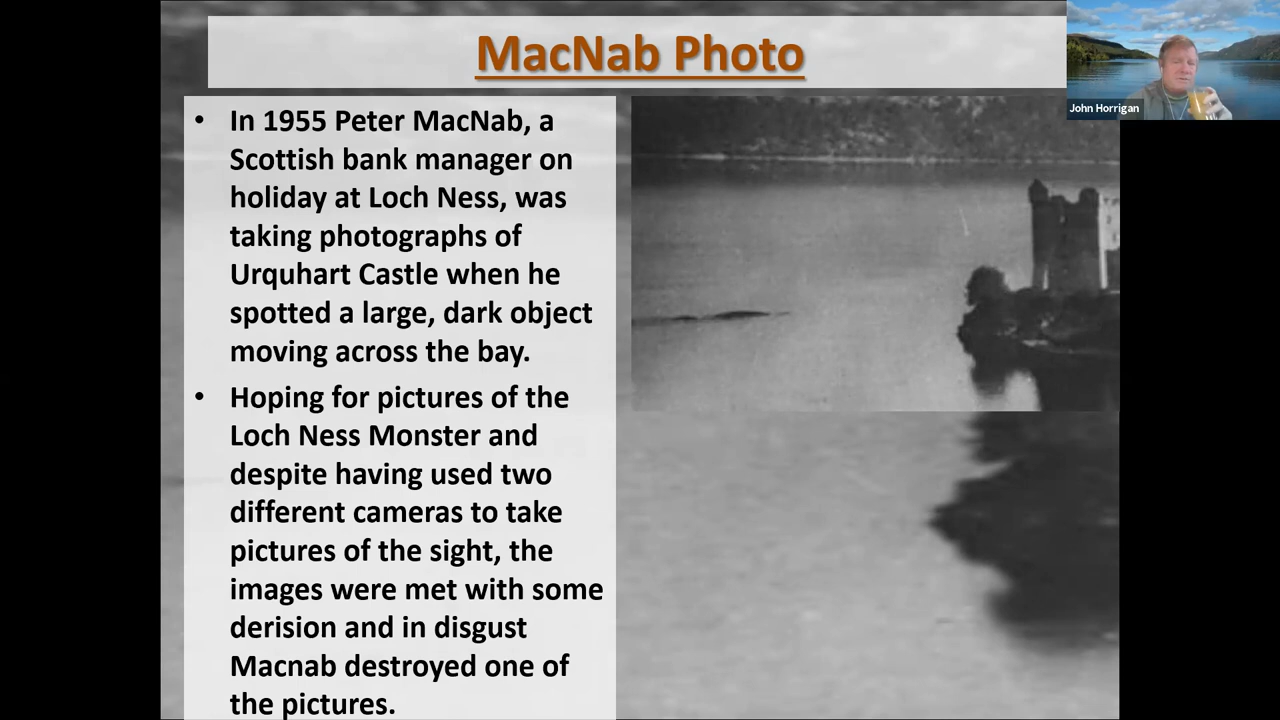 MacNab Photo
John Horrigan
• In 1955 Peter MacNab, a
Scottish bank manager on
holiday at Loch Ness, was
taking photographs of
Urquhart Castle when he
spotted a large, dark object
moving across the bay.
• Hoping for pictures of the
Loch Ness Monster and
despite having used two
different cameras to take
pictures of the sight, the
images were met with some
derision and in disgust
Macnab destroyed one of
the pictures.